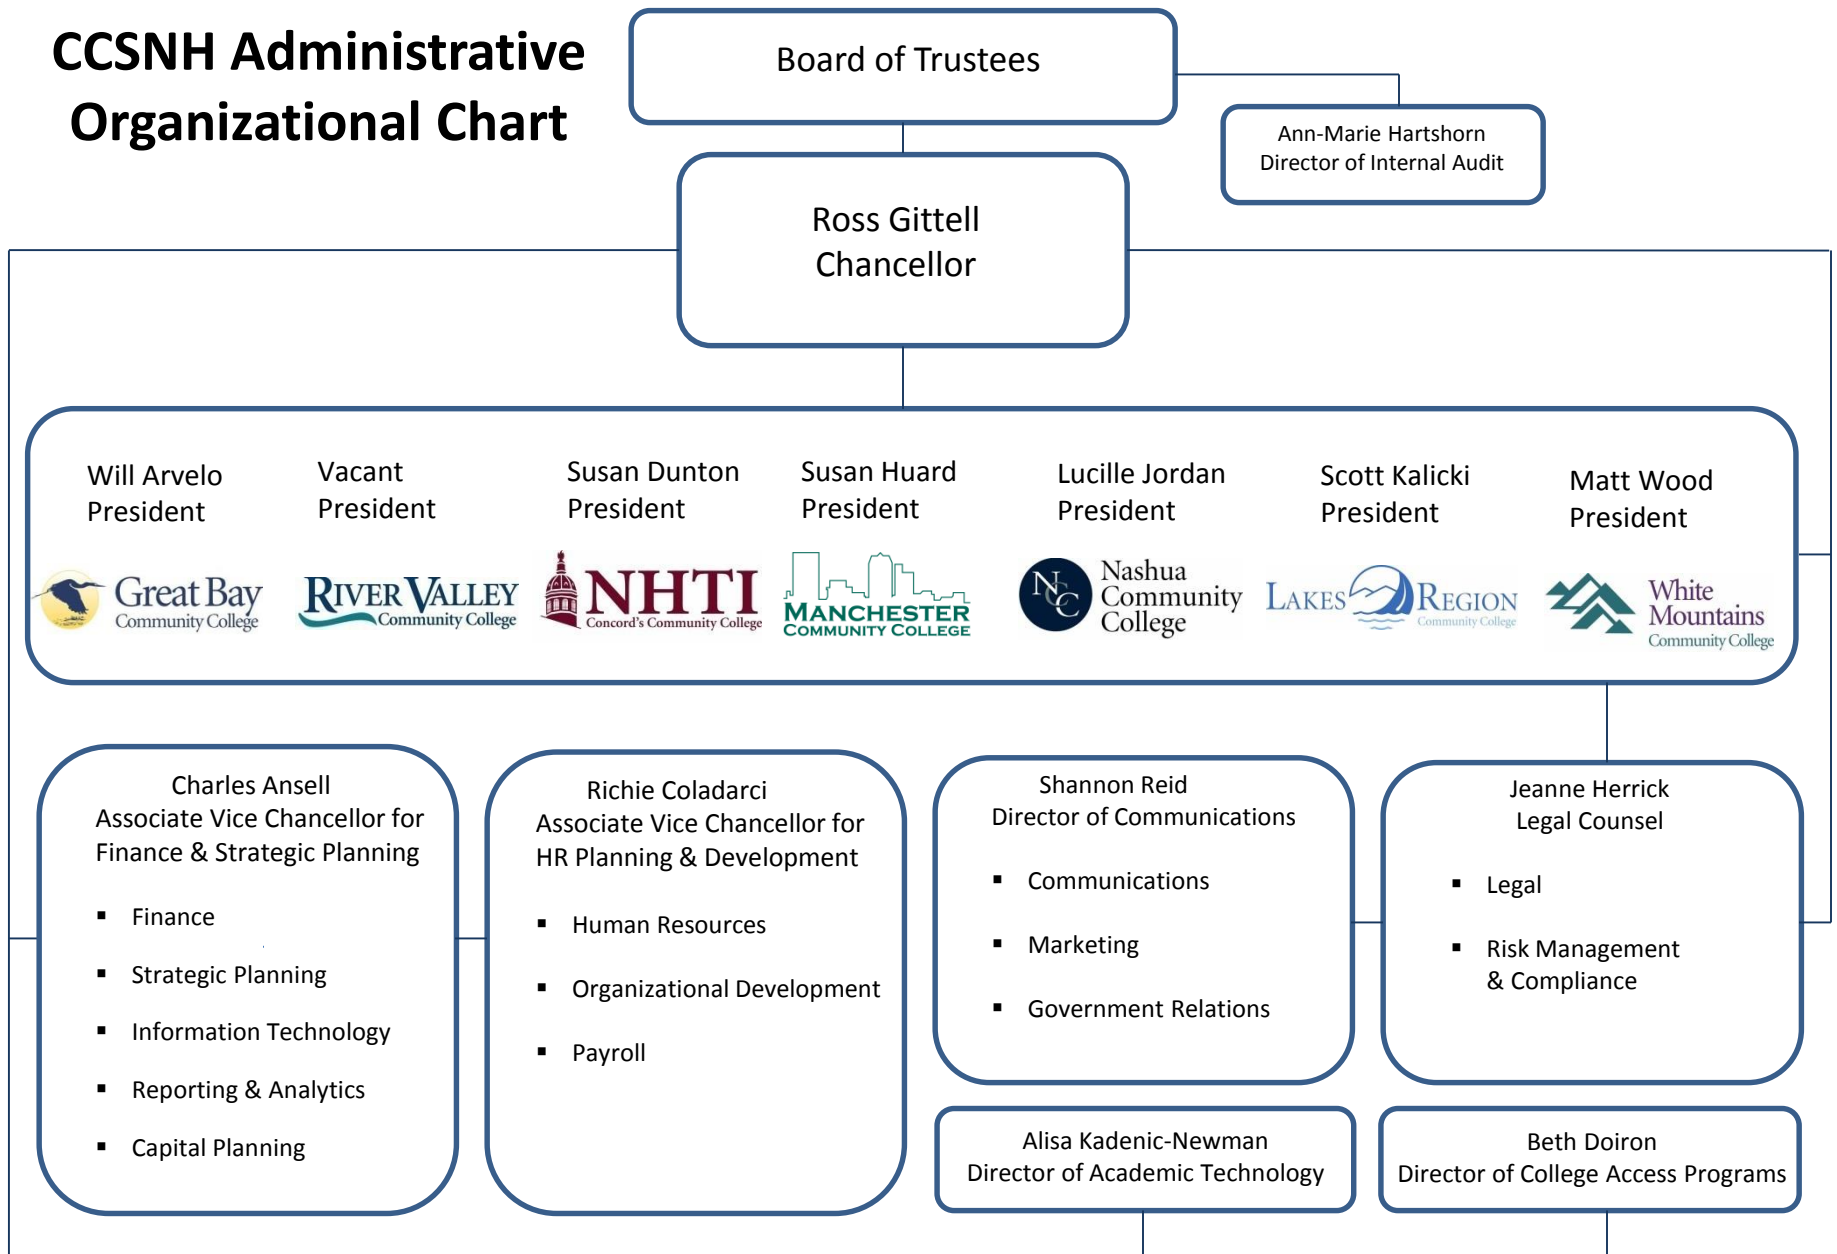 CCSNH Administrative
Organizational Chart
Board of Trustees
Ann-Marie Hartshorn
Director of Internal Audit
Ross Gittell
Chancellor
Will Arvelo
President
Great Bay
Community College
Vacant
President
RIVER VALLEY
Community College
Susan Dunton
President
NHTI
Concord's Community College
Susan Huard
President
MANCHESTER
COMMUNITY COLLEGE
Lucille Jordan
President
NCC
Nashua
Community
College
Scott Kalicki
President
LAKES REGION
Community College
Matt Wood
President
White
Mountains
Community College
Charles Ansell
Associate Vice Chancellor for
Finance & Strategic Planning
▪ Finance
▪ Strategic Planning
▪ Information Technology
▪ Reporting & Analytics
▪ Capital Planning
Richie Coladarci
Associate Vice Chancellor for
HR Planning & Development
▪ Human Resources
▪ Organizational Development
▪ Payroll
Shannon Reid
Director of Communications
▪ Communications
▪ Marketing
▪ Government Relations
Jeanne Herrick
Legal Counsel
▪ Legal
▪ Risk Management
& Compliance
Alisa Kadenic-Newman
Director of Academic Technology
Beth Doiron
Director of College Access Programs